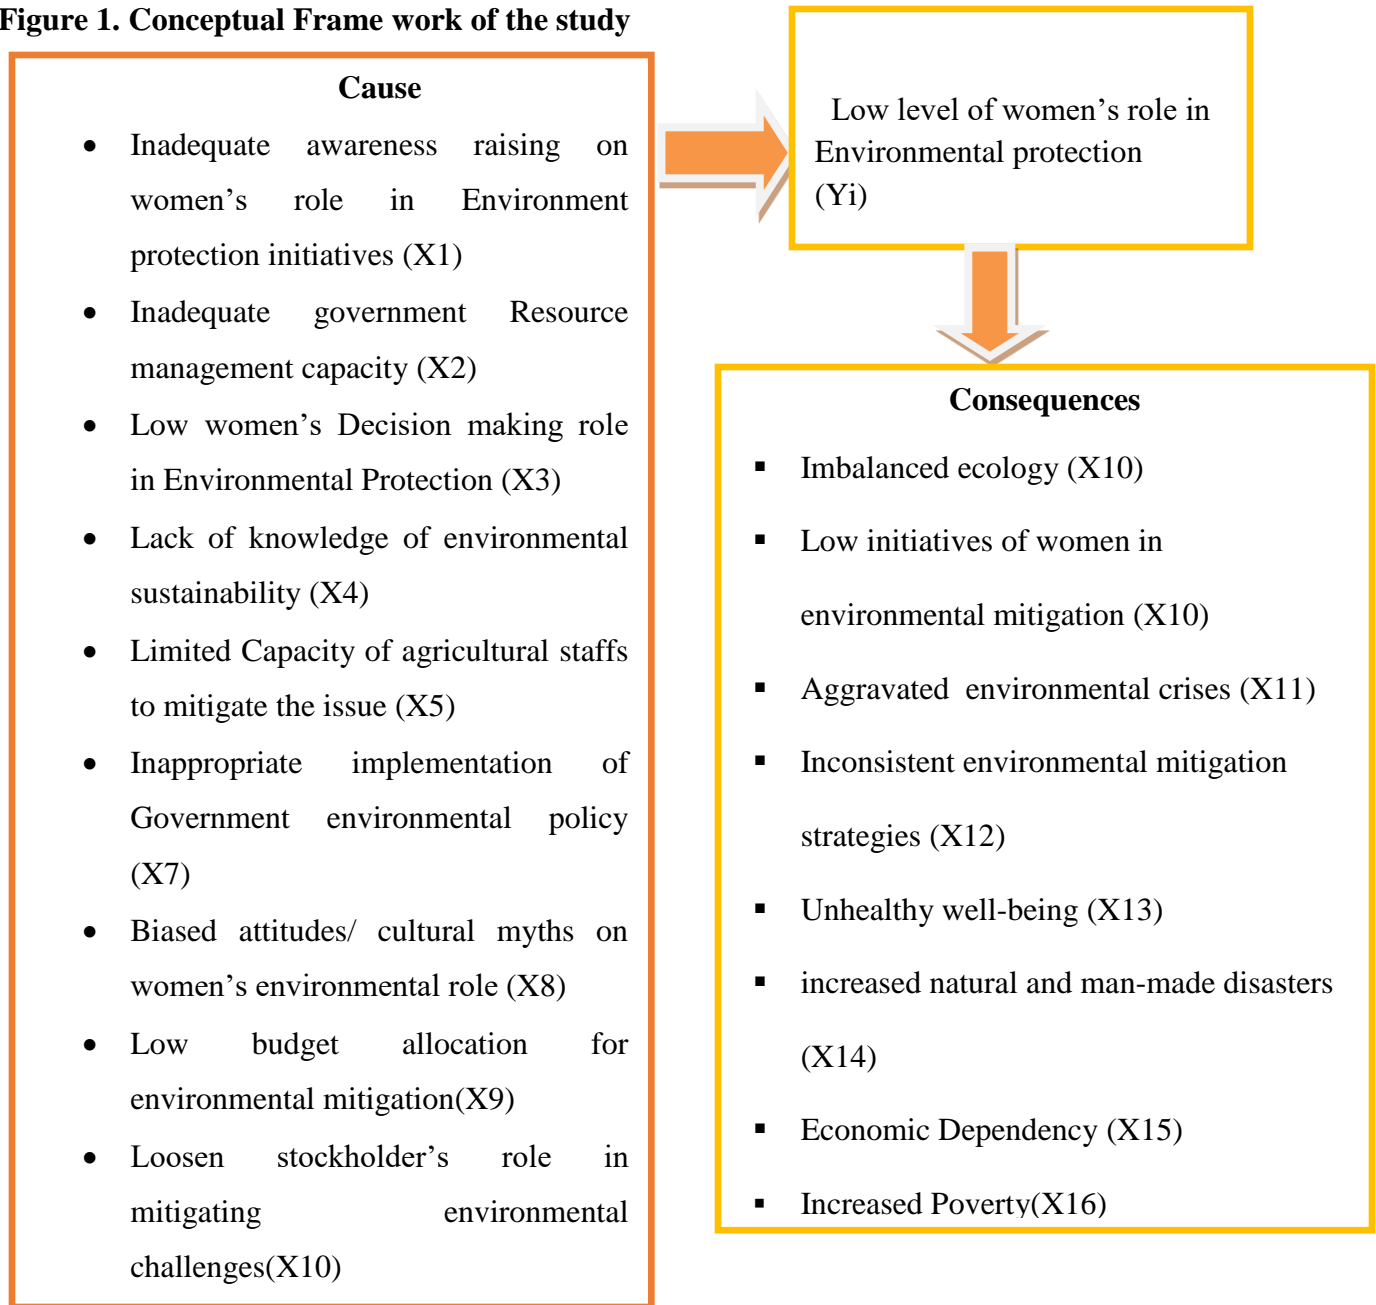 Figure 1. Conceptual Frame work of the study
Cause
• Inadequate awareness raising on
women’s role in Environment
protection initiatives (X1)
• Inadequate government Resource
management capacity (X2)
• Low women’s Decision making role
in Environmental Protection (X3)
• Lack of knowledge of environmental
sustainability (X4)
• Limited Capacity of agricultural staffs
to mitigate the issue (X5)
• Inappropriate implementation of
Government environmental policy
(X7)
• Biased attitudes/ cultural myths on
women’s environmental role (X8)
• Low budget allocation for
environmental mitigation(X9)
• Loosen stockholder’s role in
mitigating environmental
challenges(X10)
Low level of women’s role in
Environmental protection
(Yi)
Consequences
▪ Imbalanced ecology (X10)
▪ Low initiatives of women in
environmental mitigation (X10)
▪ Aggravated environmental crises (X11)
▪ Inconsistent environmental mitigation
strategies (X12)
▪ Unhealthy well-being (X13)
▪ increased natural and man-made disasters
(X14)
▪ Economic Dependency (X15)
▪ Increased Poverty(X16)